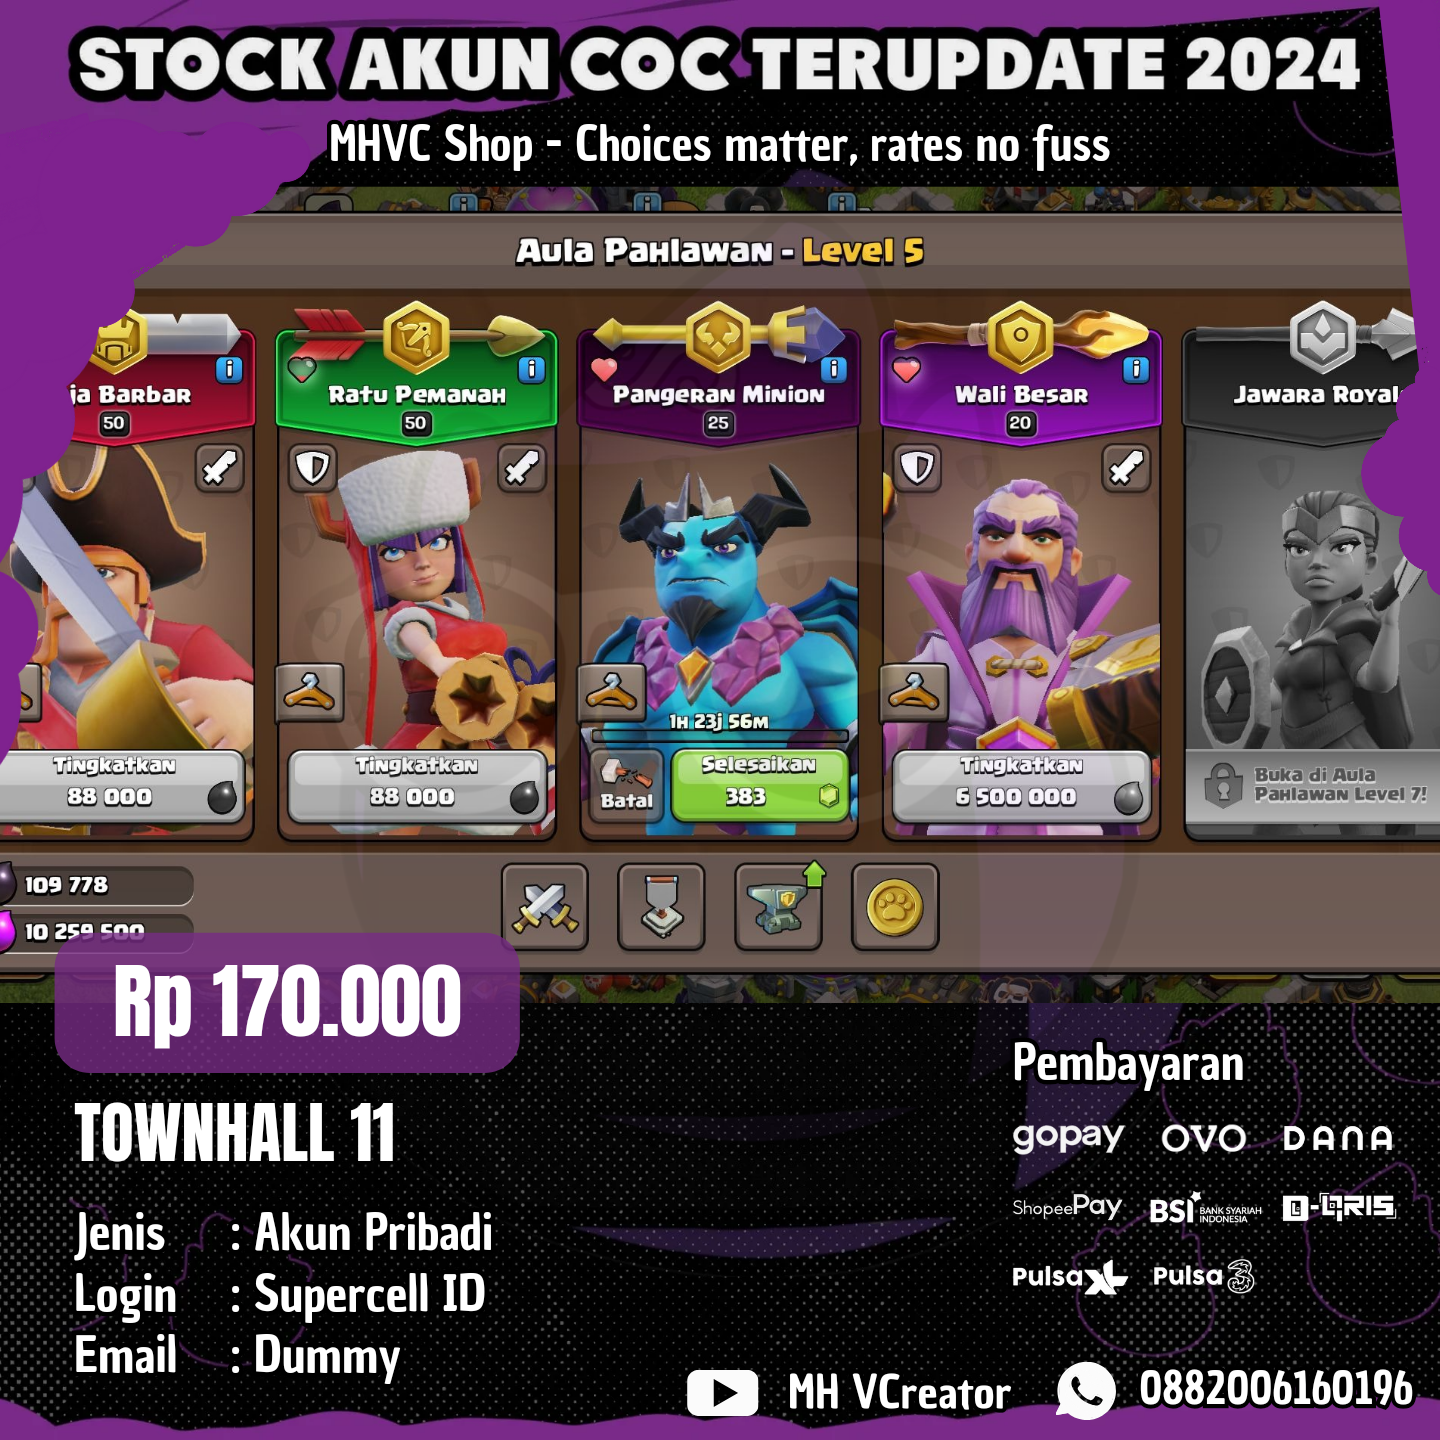 STOCK AKUN COC TERUPDATE 2024
MHVC Shop - Choices matter, rates no fuss
Aula Pahlawan - Level 5
ja Barbar
50
Ratu Pemanah
50
Pangeran Minion
25
Wali Besar
20
Jawara Royal
1H 23j 56m
Tingkatkan
88 000
Tingkatkan
88 000
Batal
Selesaikan
383
Tingkatkan
6 500 000
Buka di Aula
Pahlawan Level 7!
109 778
10 259 500
Rp 170.000
TOWNHALL 11
Jenis : Akun Pribadi
Login : Supercell ID
Email : Dummy
Pembayaran
gopay OVO DANA
ShopeePay BSI BANK SYARIAH INDONESIA QRIS
PulsaXL Pulsa3
MH VCreator
0882006160196